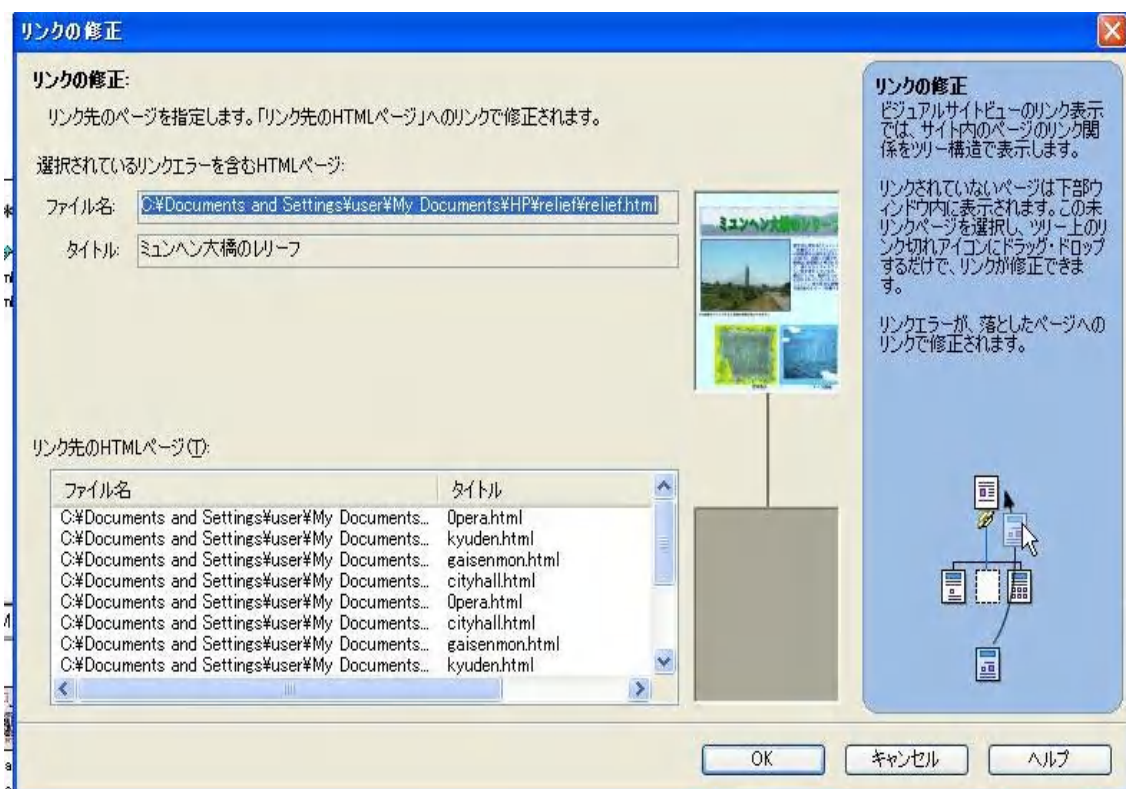 リンクの修正
リンクの修正:
リンク先のページを指定します。「リンク先のHTMLページ」へのリンクで修正されます。
選択されているリンクエラーを含むHTMLページ:
ファイル名: C:¥Documents and Settings¥user¥My Documents¥HP¥relief¥relief.html
タイトル: ミュンヘン大橋のレリーフ
ミュンヘン大橋のレリーフ
リンク先のHTMLページ(T):
ファイル名 タイトル
C:¥Documents and Settings¥user¥My Documents... Opera.html
C:¥Documents and Settings¥user¥My Documents... kyuden.html
C:¥Documents and Settings¥user¥My Documents... gaisenmon.html
C:¥Documents and Settings¥user¥My Documents... cityhall.html
C:¥Documents and Settings¥user¥My Documents... Opera.html
C:¥Documents and Settings¥user¥My Documents... cityhall.html
C:¥Documents and Settings¥user¥My Documents... gaisenmon.html
C:¥Documents and Settings¥user¥My Documents... kyuden.html
リンクの修正
ビジュアルサイトビューのリンク表示
では、サイト内のページのリンク関
係をツリー構造で表示します。
リンクされていないページは下部ウ
ィンドウ内に表示されます。この未
リンクページを選択し、ツリー上のリ
ンク切れアイコンにドラッグ・ドロップ
するだけで、リンクが修正できま
す。
リンクエラーが、落としたページへの
リンクで修正されます。
OK
キャンセル
ヘルプ